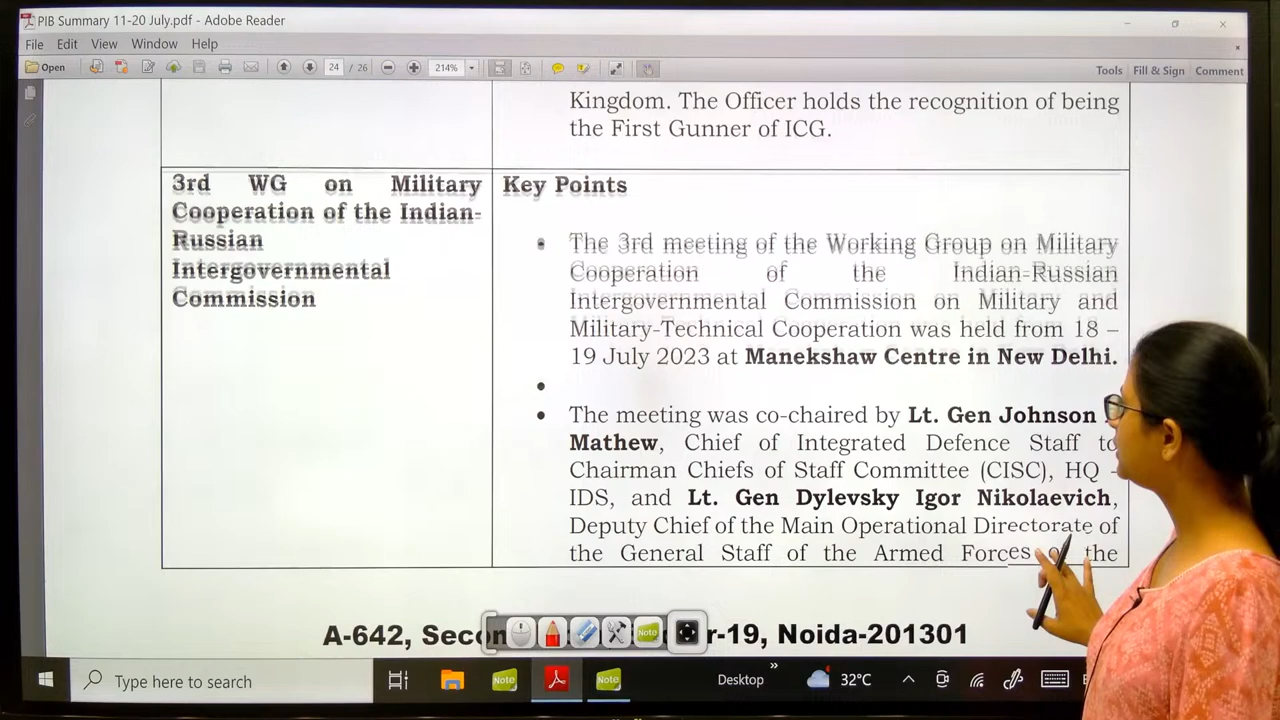 PIB Summary 11-20 July.pdf - Adobe Reader
File Edit View Window Help
Open 24 / 26 214% Tools Fill & Sign Comment
Kingdom. The Officer holds the recognition of being
the First Gunner of ICG.
3rd WG on Military
Cooperation of the Indian-
Russian
Intergovernmental
Commission
Key Points
• The 3rd meeting of the Working Group on Military
Cooperation of the Indian-Russian
Intergovernmental Commission on Military and
Military-Technical Cooperation was held from 18 –
19 July 2023 at Manekshaw Centre in New Delhi.
•
• The meeting was co-chaired by Lt. Gen Johnson
Mathew, Chief of Integrated Defence Staff to
Chairman Chiefs of Staff Committee (CISC), HQ -
IDS, and Lt. Gen Dylevsky Igor Nikolaevich,
Deputy Chief of the Main Operational Directorate of
the General Staff of the Armed Forces of the
A-642, r-19, Noida-201301
Note
Type here to search
Note
Note
Desktop
32°C